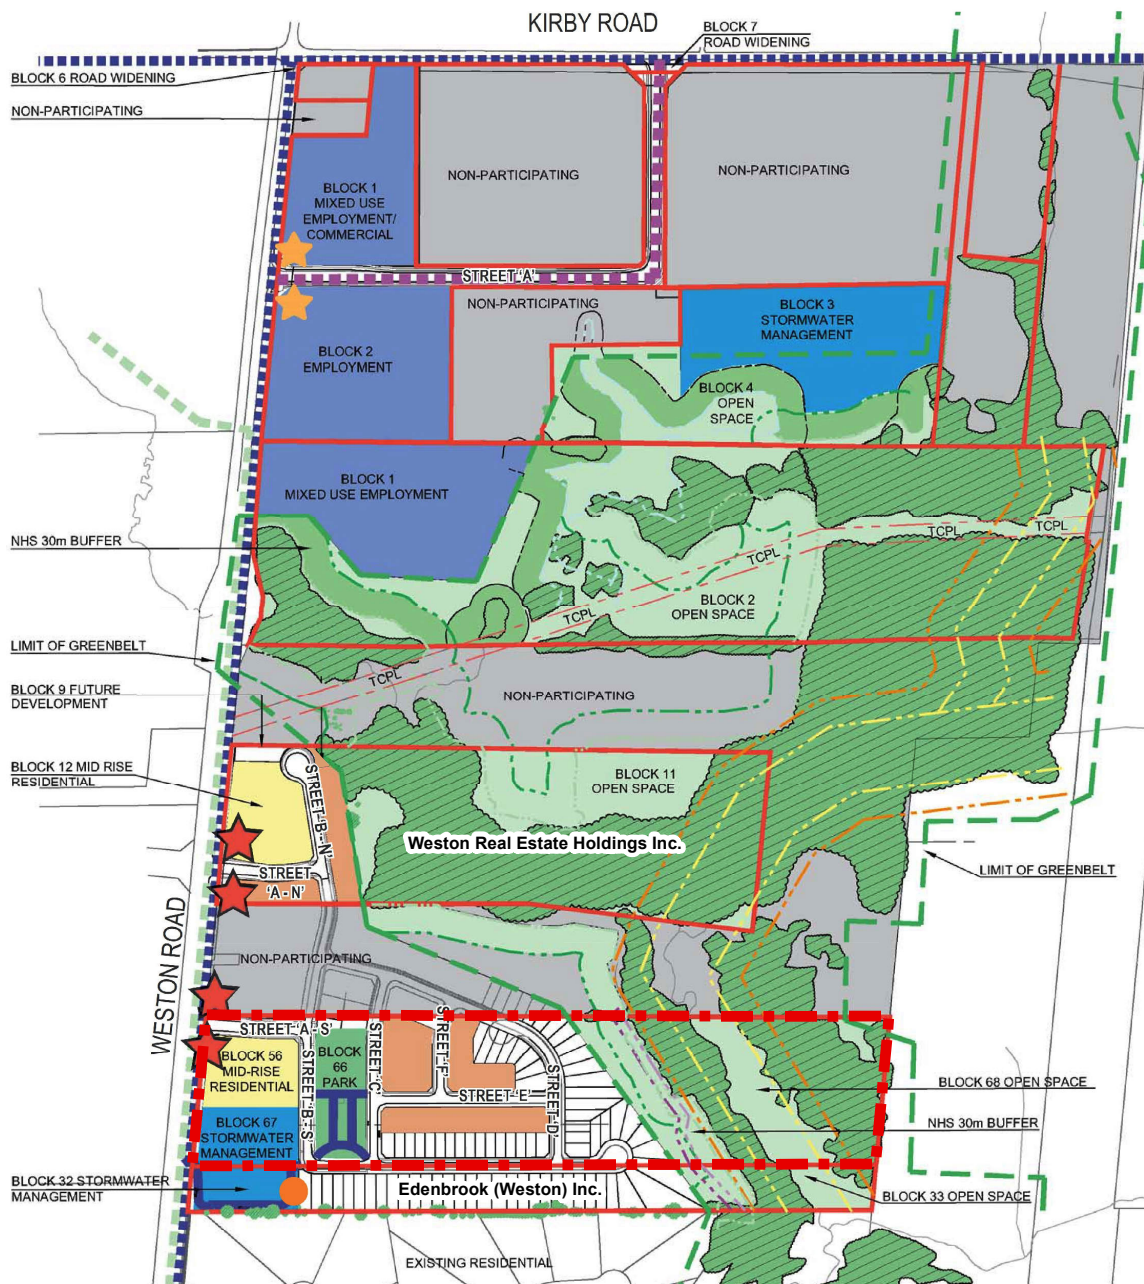 KIRBY ROAD
BLOCK 7
ROAD WIDENING
BLOCK 6 ROAD WIDENING
NON-PARTICIPATING
NON-PARTICIPATING
NON-PARTICIPATING
BLOCK 1
MIXED USE
EMPLOYMENT/
COMMERCIAL
STREET 'A'
NON-PARTICIPATING
BLOCK 3
STORMWATER
MANAGEMENT
BLOCK 2
EMPLOYMENT
BLOCK 4
OPEN
SPACE
BLOCK 1
MIXED USE EMPLOYMENT
NHS 30m BUFFER
TCPL
TCPL
TCPL
TCPL
BLOCK 2
OPEN SPACE
LIMIT OF GREENBELT
TCPL
BLOCK 9 FUTURE
DEVELOPMENT
NON-PARTICIPATING
BLOCK 12 MID RISE
RESIDENTIAL
STREET 'B - N'
BLOCK 11
OPEN SPACE
Weston Real Estate Holdings Inc.
STREET
'A - N'
LIMIT OF GREENBELT
WESTON ROAD
NON-PARTICIPATING
STREET 'A - S'
BLOCK 56
MID-RISE
RESIDENTIAL
STREET 'B - S'
BLOCK
66
PARK
STREET 'C'
STREET 'F'
STREET 'E'
STREET 'D'
BLOCK 68 OPEN SPACE
BLOCK 67
STORMWATER
MANAGEMENT
NHS 30m BUFFER
BLOCK 32 STORMWATER
MANAGEMENT
Edenbrook (Weston) Inc.
BLOCK 33 OPEN SPACE
EXISTING RESIDENTIAL